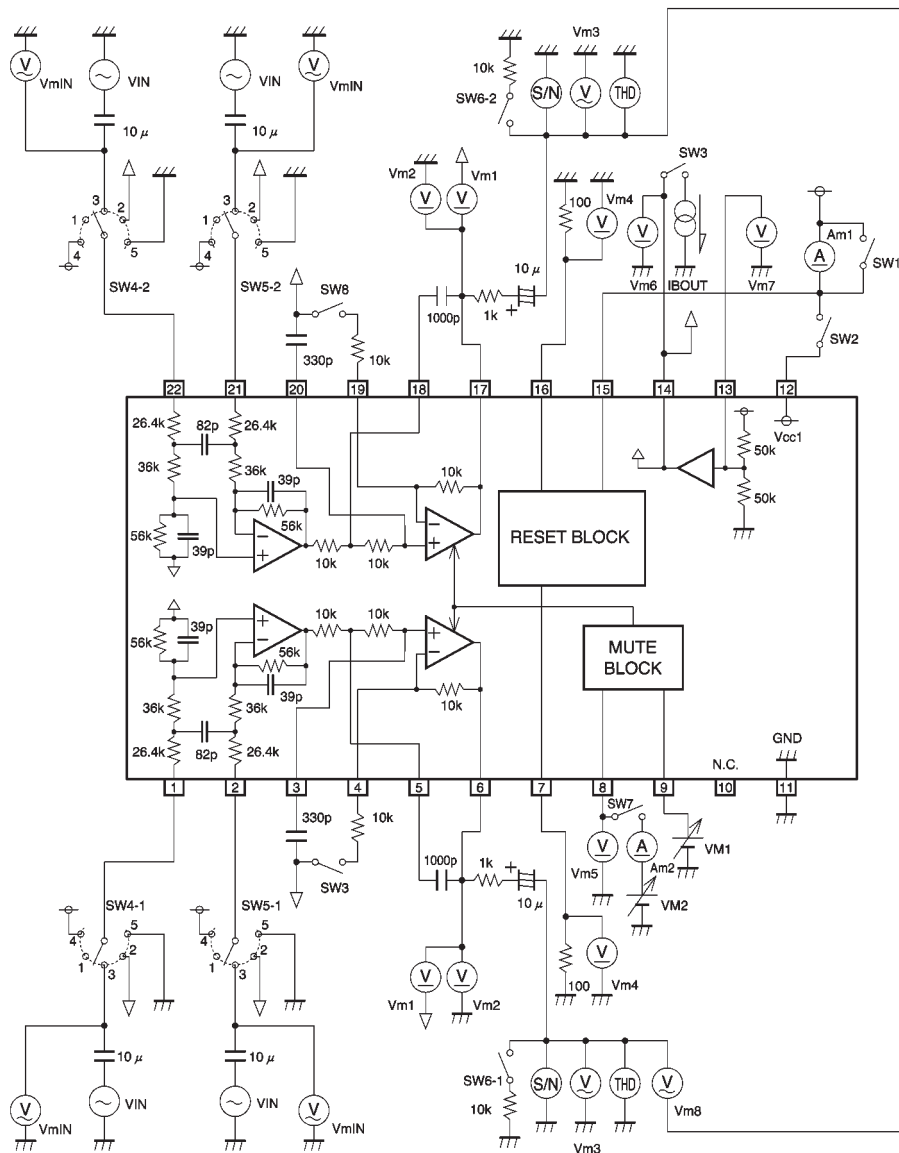 Vm3
10k
SW6-2
S/N
V
THD
V
VmIN
VIN
VIN
V
VmIN
10 μ
10 μ
SW3
Vm2
Vm1
V
V
100
Vm4
V
V
V
Am1
A
SW1
3
2
1
4
5
3
2
1
4
5
Vm6
IBOUT
Vm7
SW4-2
SW5-2
SW8
1000p
1k
+
10 μ
SW2
330p
10k
22
21
20
19
18
17
16
15
14
13
12
26.4k
82p
26.4k
Vcc1
50k
36k
36k
39p
10k
50k
56k
56k
39p
−
+
10k
10k
−
+
RESET BLOCK
56k
39p
+
−
10k
10k
+
−
MUTE
BLOCK
56k
39p
10k
36k
36k
26.4k
82p
26.4k
GND
N.C.
1
2
3
4
5
6
7
8
9
10
11
330p
10k
SW7
1000p
1k
+
10 μ
V
A
VM1
Vm5
Am2
VM2
SW3
SW4-1
SW5-1
4
5
1
2
3
4
5
1
2
3
V
V
100
V
Vm4
Vm1
Vm2
10 μ
10 μ
SW6-1
S/N
V
THD
V
V
VmIN
VIN
VIN
V
VmIN
10k
Vm8
Vm3